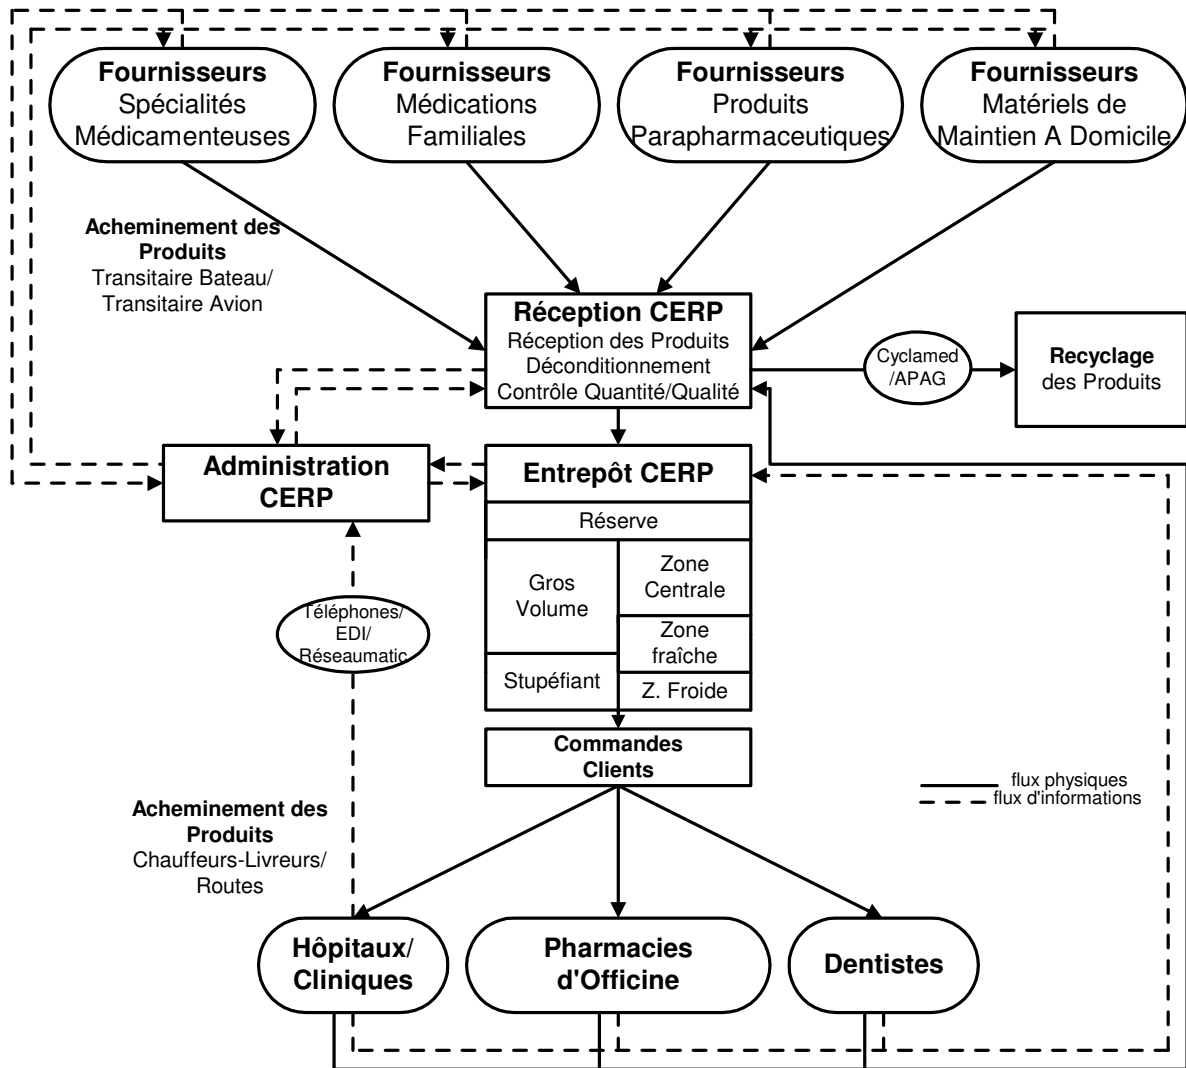 Fournisseurs
Spécialités
Médicamenteuses
Fournisseurs
Médications
Familiales
Fournisseurs
Produits
Parapharmaceutiques
Fournisseurs
Matériels de
Maintien A Domicile
Acheminement des
Produits
Transitaire Bateau/
Transitaire Avion
Réception CERP
Réception des Produits
Déconditionnement
Contrôle Quantité/Qualité
Cyclamed
/APAG
Recyclage
des Produits
Administration
CERP
Entrepôt CERP
Réserve
Gros
Volume
Zone
Centrale
Zone
fraîche
Stupéfiant
Z. Froide
Téléphones/
EDI/
Réseaumatic
Commandes
Clients
flux physiques
flux d'informations
Acheminement des
Produits
Chauffeurs-Livreurs/
Routes
Hôpitaux/
Cliniques
Pharmacies
d'Officine
Dentistes